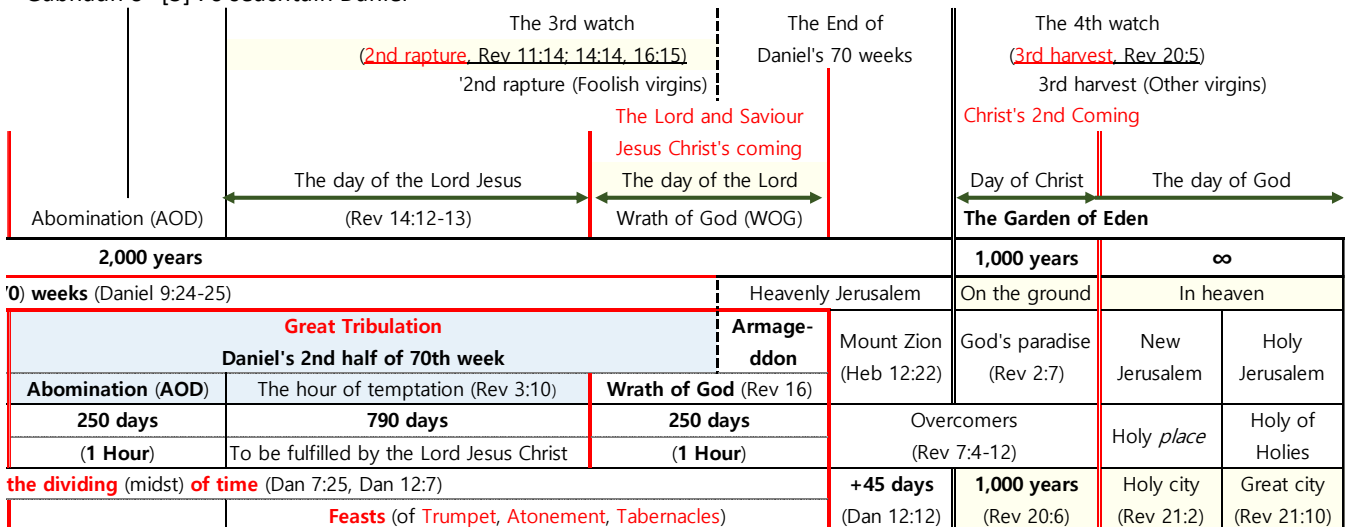 70 seachtain Daniel
The 3rd watch
The End of
The 4th watch
(2nd rapture, Rev 11:14; 14:14, 16:15)
Daniel's 70 weeks
(3rd harvest, Rev 20:5)
'2nd rapture (Foolish virgins)
3rd harvest (Other virgins)
The Lord and Saviour
Christ's 2nd Coming
Jesus Christ's coming
The day of the Lord Jesus
The day of the Lord
Day of Christ
The day of God
Abomination (AOD)
(Rev 14:12-13)
Wrath of God (WOG)
The Garden of Eden
2,000 years
1,000 years
∞
0) weeks (Daniel 9:24-25)
Heavenly Jerusalem
On the ground
In heaven
Great Tribulation
Daniel's 2nd half of 70th week
Armage-
ddon
Mount Zion
(Heb 12:22)
God's paradise
(Rev 2:7)
New
Jerusalem
Holy
Jerusalem
Abomination (AOD)
The hour of temptation (Rev 3:10)
Wrath of God (Rev 16)
250 days
790 days
250 days
Overcomers
(Rev 7:4-12)
Holy place
Holy of
Holies
(1 Hour)
To be fulfilled by the Lord Jesus Christ
(1 Hour)
the dividing (midst) of time (Dan 7:25, Dan 12:7)
+45 days
1,000 years
Holy city
Great city
Feasts (of Trumpet, Atonement, Tabernacles)
(Dan 12:12)
(Rev 20:6)
(Rev 21:2)
(Rev 21:10)